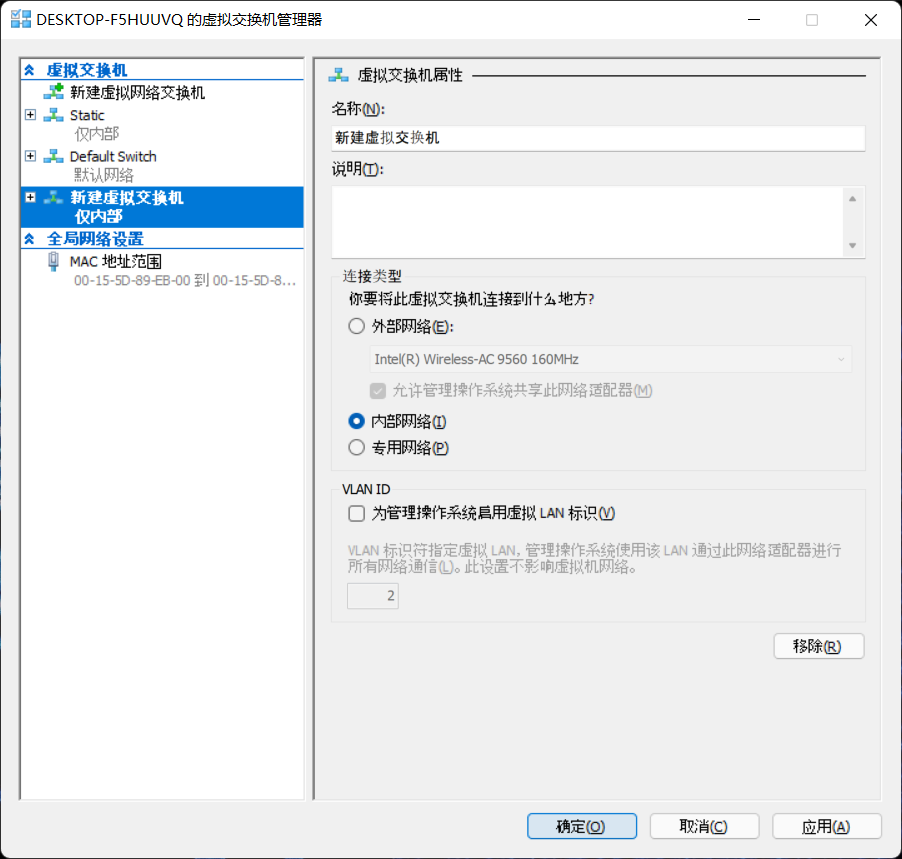 DESKTOP-F5HUUVQ 的虚拟交换机管理器
虚拟交换机
新建虚拟网络交换机
Static
仅内部
Default Switch
默认网络
新建虚拟交换机
仅内部
全局网络设置
MAC 地址范围
00-15-5D-89-EB-00 到 00-15-5D-8...
虚拟交换机属性
名称(N):
新建虚拟交换机
说明(T):
连接类型
你要将此虚拟交换机连接到什么地方?
外部网络(E):
Intel(R) Wireless-AC 9560 160MHz
允许管理操作系统共享此网络适配器(M)
内部网络(I)
专用网络(P)
VLAN ID
为管理操作系统启用虚拟 LAN 标识(V)
VLAN 标识符指定虚拟 LAN, 管理操作系统使用该 LAN 通过此网络适配器进行
所有网络通信(L)。此设置不影响虚拟机网络。
2
移除(R)
确定(O)
取消(C)
应用(A)